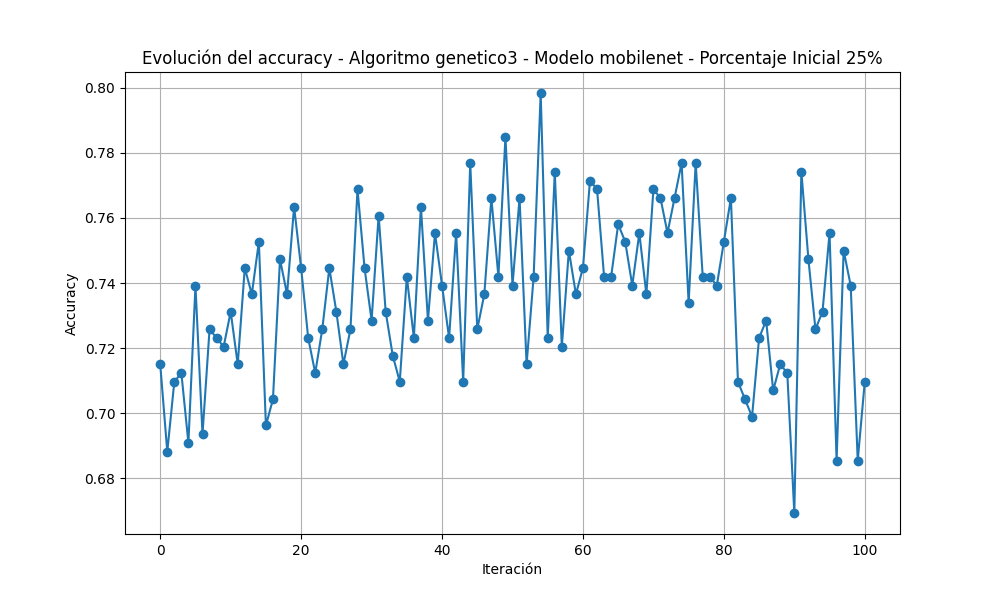 Evolución del accuracy - Algoritmo genetico3 - Modelo mobilenet - Porcentaje Inicial 25%
0.80
0.78
0.76
0.74
0.72
0.70
0.68
Accuracy
0 20 40 60 80 100
Iteración